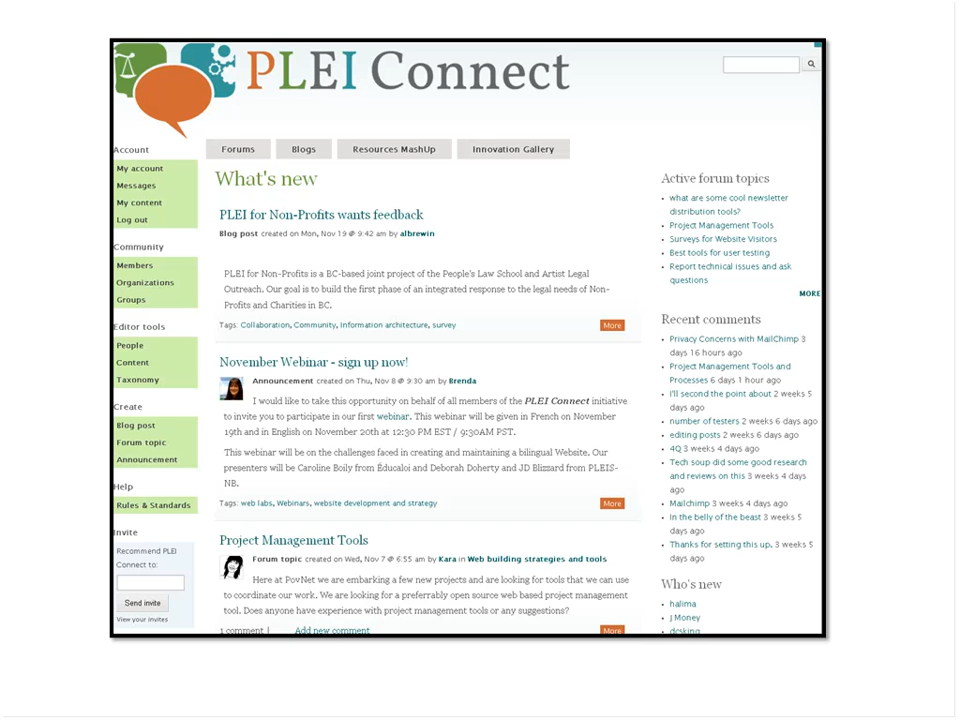 PLEI Connect
Account
My account
Messages
My content
Log out
Community
Members
Organizations
Groups
Editor tools
People
Content
Taxonomy
Create
Blog post
Forum topic
Announcement
Help
Rules & Standards
Invite
Recommend PLEI
Connect to:
Send invite
View your invites
Forums Blogs Resources MashUp Innovation Gallery
What's new
PLEI for Non-Profits wants feedback
Blog post created on Mon, Nov 19 @ 9:42 am by albrewin
PLEI for Non-Profits is a BC-based joint project of the People's Law School and Artist Legal
Outreach. Our goal is to build the first phase of an integrated response to the legal needs of Non-
Profits and Charities in BC.
Tags: Collaboration, Community, Information architecture, survey More
November Webinar - sign up now!
Announcement created on Thu, Nov 8 @ 9:30 am by Brenda
I would like to take this opportunity on behalf of all members of the PLEI Connect initiative
to invite you to participate in our first webinar. This webinar will be given in French on November
19th and in English on November 20th at 12:30 PM EST / 9:30AM PST.
This webinar will be on the challenges faced in creating and maintaining a bilingual Website. Our
presenters will be Caroline Boily from Éducaloi and Deborah Doherty and JD Blizzard from PLEIS-
NB.
Tags: web labs, Webinars, website development and strategy More
Project Management Tools
Forum topic created on Wed, Nov 7 @ 6:55 am by Kara in Web building strategies and tools
Here at PovNet we are embarking a few new projects and are looking for tools that we can use
to coordinate our work. We are looking for a preferrably open source web based project management
tool. Does anyone have experience with project management tools or any suggestions?
1 comment | Add new comment More
Active forum topics
what are some cool newsletter
distribution tools?
Project Management Tools
Surveys for Website Visitors
Best tools for user testing
Report technical issues and ask
questions
MORE
Recent comments
Privacy Concerns with MailChimp 3
days 16 hours ago
Project Management Tools and
Processes 6 days 1 hour ago
I'll second the point about 2 weeks 5
days ago
number of testers 2 weeks 6 days ago
editing posts 2 weeks 6 days ago
4Q 3 weeks 4 days ago
Tech soup did some good research
and reviews on this 3 weeks 4 days
ago
Mailchimp 3 weeks 4 days ago
In the belly of the beast 3 weeks 5
days ago
Thanks for setting this up, 3 weeks 5
days ago
Who's new
halima
J Money
dcsking